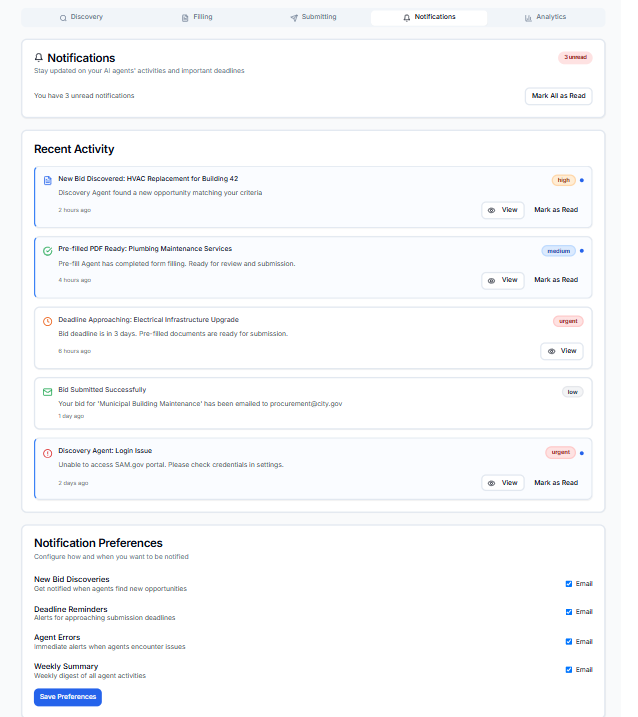 Discovery
Filling
Submitting
Notifications
Analytics
Notifications
3 unread
Stay updated on your AI agents' activities and important deadlines
You have 3 unread notifications
Mark All as Read
Recent Activity
New Bid Discovered: HVAC Replacement for Building 42
high
Discovery Agent found a new opportunity matching your criteria
2 hours ago
View
Mark as Read
Pre-filled PDF Ready: Plumbing Maintenance Services
medium
Pre-fill Agent has completed form filling. Ready for review and submission.
4 hours ago
View
Mark as Read
Deadline Approaching: Electrical Infrastructure Upgrade
urgent
Bid deadline is in 3 days. Pre-filled documents are ready for submission.
6 hours ago
View
Bid Submitted Successfully
low
Your bid for 'Municipal Building Maintenance' has been emailed to procurement@city.gov
1 day ago
Discovery Agent: Login Issue
urgent
Unable to access SAM.gov portal. Please check credentials in settings.
2 days ago
View
Mark as Read
Notification Preferences
Configure how and when you want to be notified
New Bid Discoveries
Get notified when agents find new opportunities
Email
Deadline Reminders
Alerts for approaching submission deadlines
Email
Agent Errors
Immediate alerts when agents encounter issues
Email
Weekly Summary
Weekly digest of all agent activities
Email
Save Preferences